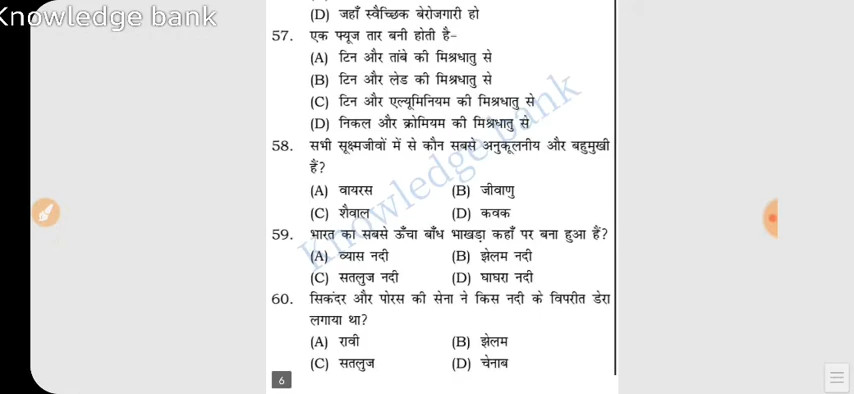 Knowledge bank
(D) जहाँ स्वैच्छिक बेरोजगारी हो
57. एक फ्यूज तार बनी होती है-
(A) टिन और तांबे की मिश्रधातु से
(B) टिन और लेड की मिश्रधातु से
(C) टिन और एल्यूमिनियम की मिश्रधातु से
(D) निकल और क्रोमियम की मिश्रधातु से
58. सभी सूक्ष्मजीवों में से कौन सबसे अनुकूलनीय और बहुमुखी
हैं?
(A) वायरस (B) जीवाणु
(C) शैवाल (D) कवक
59. भारत का सबसे ऊँचा बाँध भाखड़ा कहाँ पर बना हुआ हैं?
(A) व्यास नदी (B) झेलम नदी
(C) सतलुज नदी (D) घाघरा नदी
60. सिकंदर और पोरस की सेना ने किस नदी के विपरीत डेरा
लगाया था?
(A) रावी (B) झेलम
(C) सतलुज (D) चेनाब
6
Knowledge bank